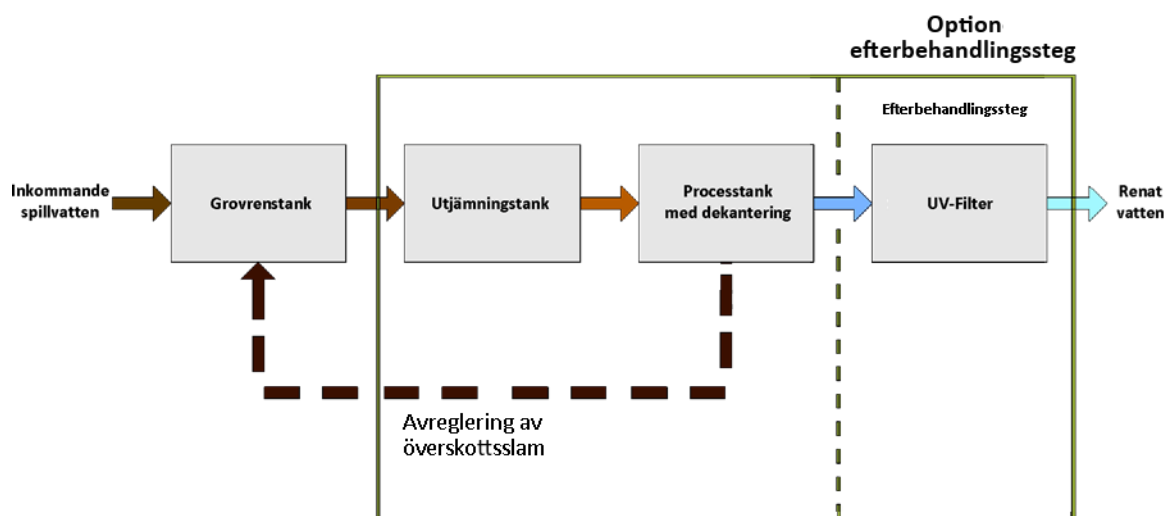 Option
efterbehandlingssteg
Efterbehandlingssteg
Inkommande
spillvatten
Grovrenstank
Utjämningstank
Processtank
med dekantering
UV-Filter
Renat
vatten
Avreglering av
överskottsslam